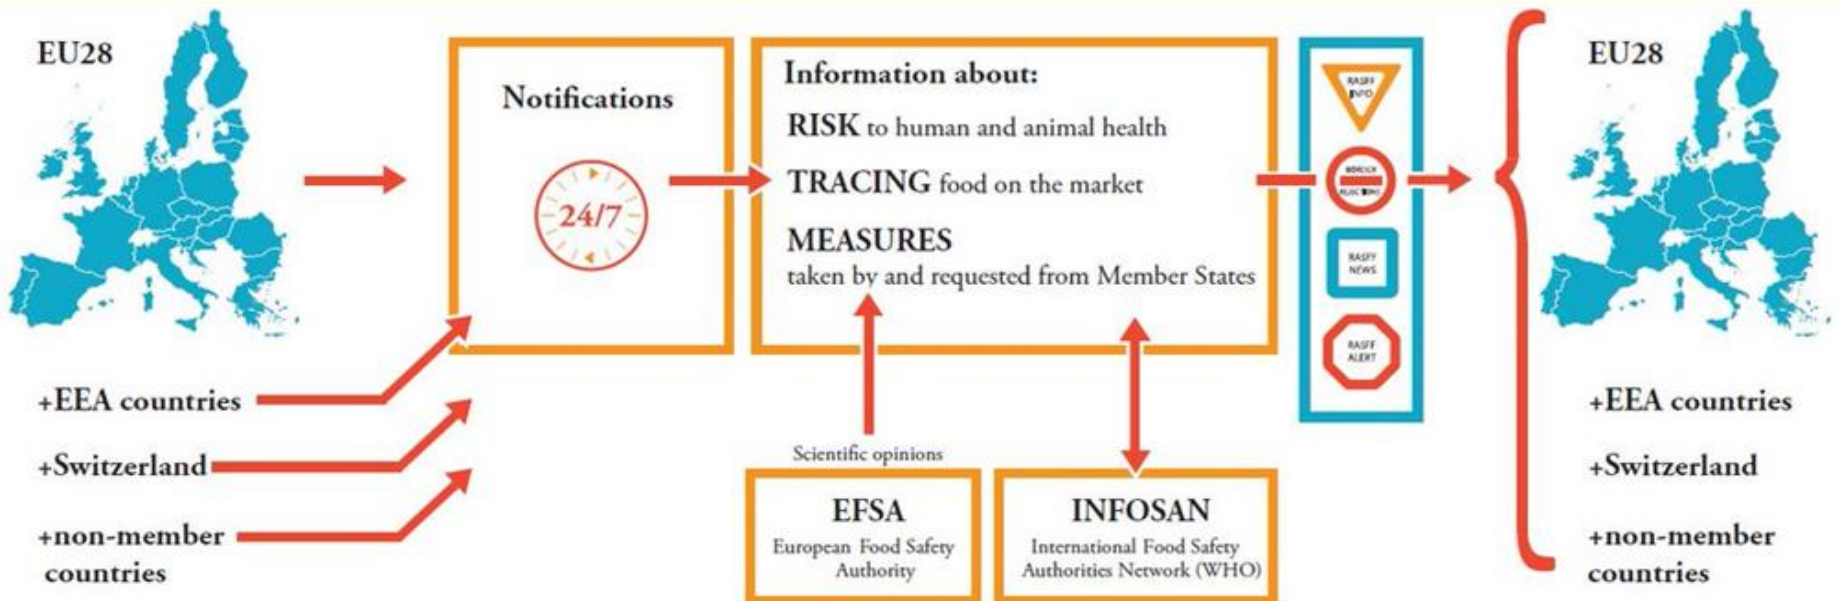 EU28
+EEA countries
+Switzerland
+non-member
countries
Notifications
24/7
Information about:
RISK to human and animal health
TRACING food on the market
MEASURES
taken by and requested from Member States
Scientific opinions
EFSA
European Food Safety
Authority
INFOSAN
International Food Safety
Authorities Network (WHO)
RASFF
INFO
BORDER
REJECTIONS
RASFF
NEWS
RASFF
ALERT
EU28
+EEA countries
+Switzerland
+non-member
countries